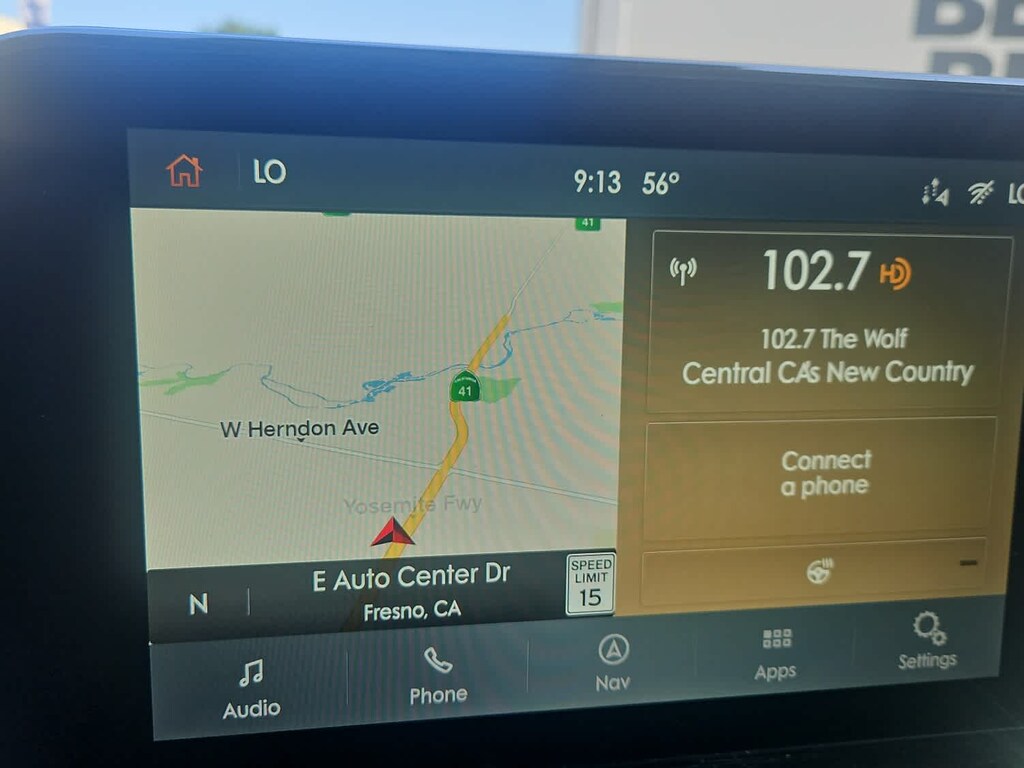 LO
9:13 56°
LO
41
41
W Herndon Ave
Yosemite Fwy
N
E Auto Center Dr
Fresno, CA
SPEED
LIMIT
15
102.7 HD
102.7 The Wolf
Central CA's New Country
Connect
a phone
Audio
Phone
Nav
Apps
Settings